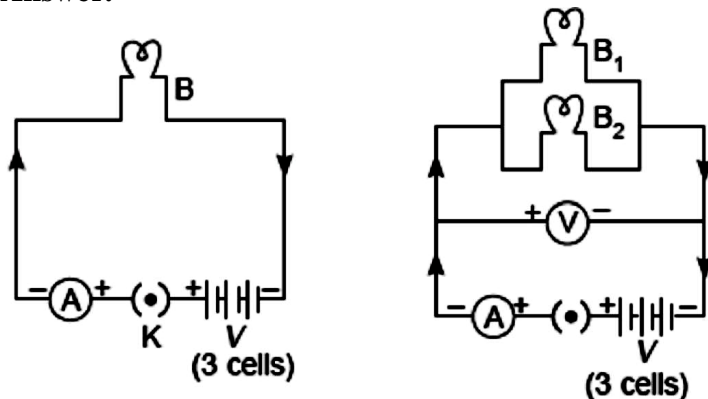 B
− A + + −
K V
(3 cells)
B1
B2
+ V −
− A + + −
V
(3 cells)